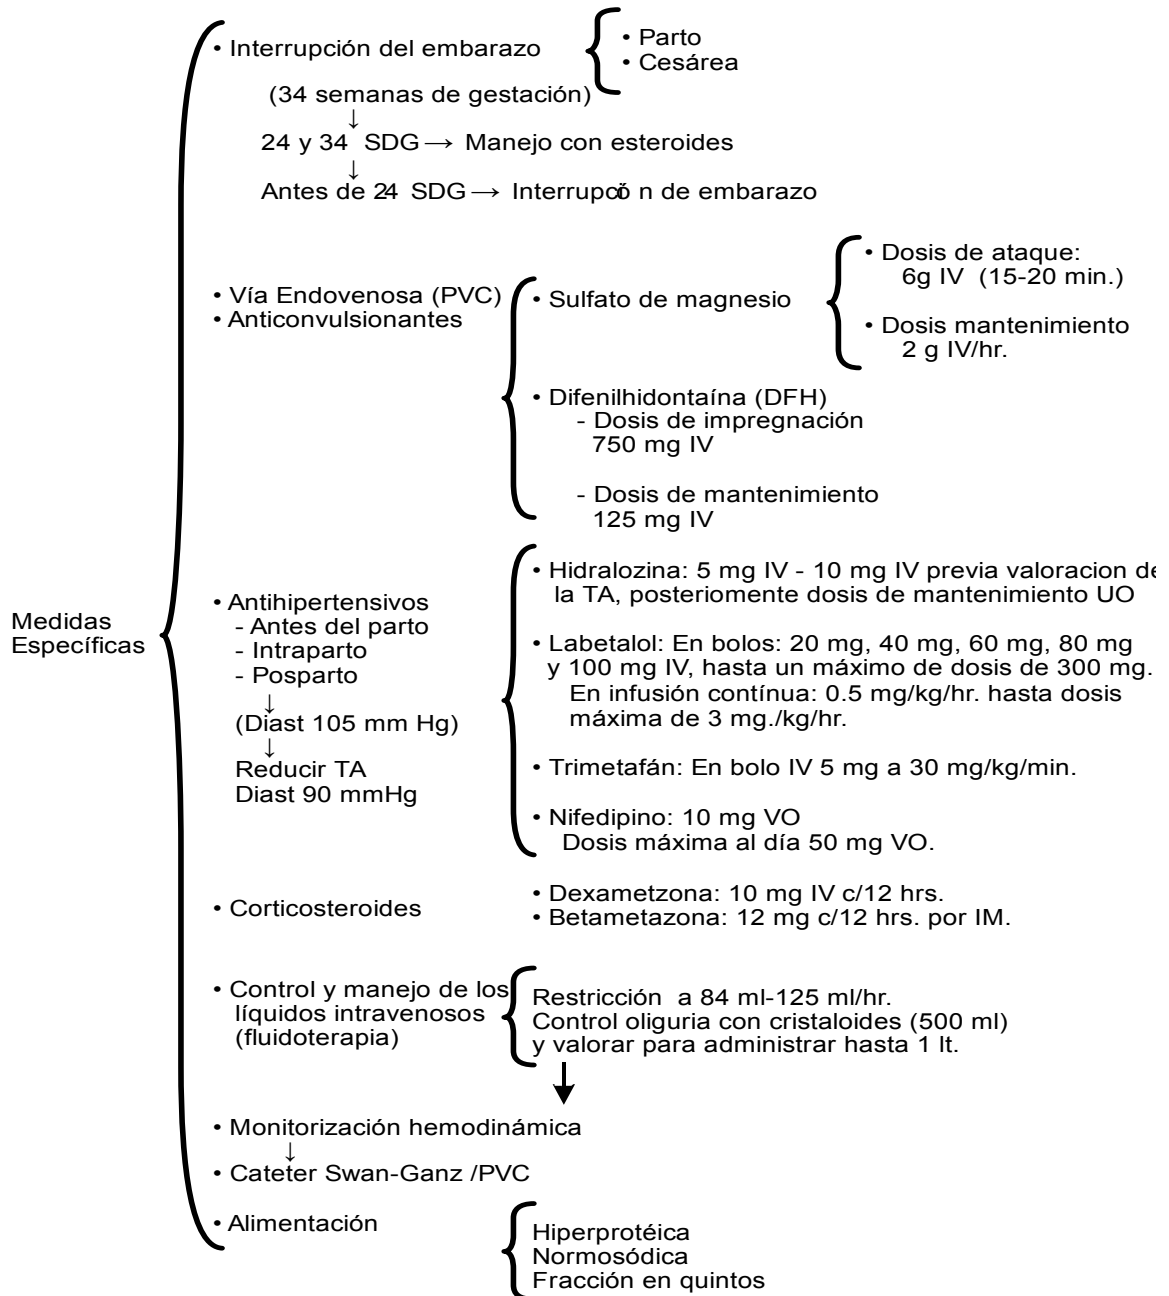 Medidas
Específicas
• Interrupción del embarazo
• Parto
• Cesárea
(34 semanas de gestación)
↓
24 y 34 SDG → Manejo con esteroides
↓
Antes de 24 SDG → Interrupción de embarazo
• Vía Endovenosa (PVC)
• Anticonvulsionantes
• Sulfato de magnesio
• Dosis de ataque:
6g IV (15-20 min.)
• Dosis mantenimiento
2 g IV/hr.
• Difenilhidontaína (DFH)
- Dosis de impregnación
750 mg IV
- Dosis de mantenimiento
125 mg IV
• Antihipertensivos
- Antes del parto
- Intraparto
- Posparto
↓
(Diast 105 mm Hg)
↓
Reducir TA
Diast 90 mmHg
• Hidralozina: 5 mg IV - 10 mg IV previa valoracion de
la TA, posteriomente dosis de mantenimiento UO
• Labetalol: En bolos: 20 mg, 40 mg, 60 mg, 80 mg
y 100 mg IV, hasta un máximo de dosis de 300 mg.
En infusión contínua: 0.5 mg/kg/hr. hasta dosis
máxima de 3 mg./kg/hr.
• Trimetafán: En bolo IV 5 mg a 30 mg/kg/min.
• Nifedipino: 10 mg VO
Dosis máxima al día 50 mg VO.
• Corticosteroides
• Dexametzona: 10 mg IV c/12 hrs.
• Betametazona: 12 mg c/12 hrs. por IM.
• Control y manejo de los
líquidos intravenosos
(fluidoterapia)
Restricción a 84 ml-125 ml/hr.
Control oliguria con cristaloides (500 ml)
y valorar para administrar hasta 1 lt.
• Monitorización hemodinámica
↓
• Cateter Swan-Ganz /PVC
• Alimentación
Hiperprotéica
Normosódica
Fracción en quintos